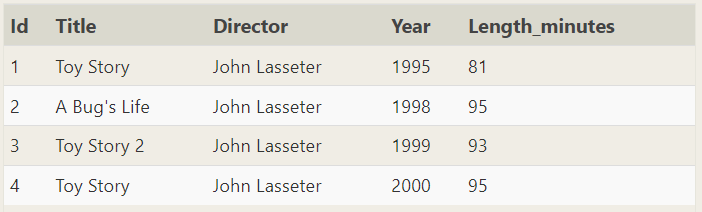 Id Title Director Year Length_minutes
1 Toy Story John Lasseter 1995 81
2 A Bug's Life John Lasseter 1998 95
3 Toy Story 2 John Lasseter 1999 93
4 Toy Story John Lasseter 2000 95